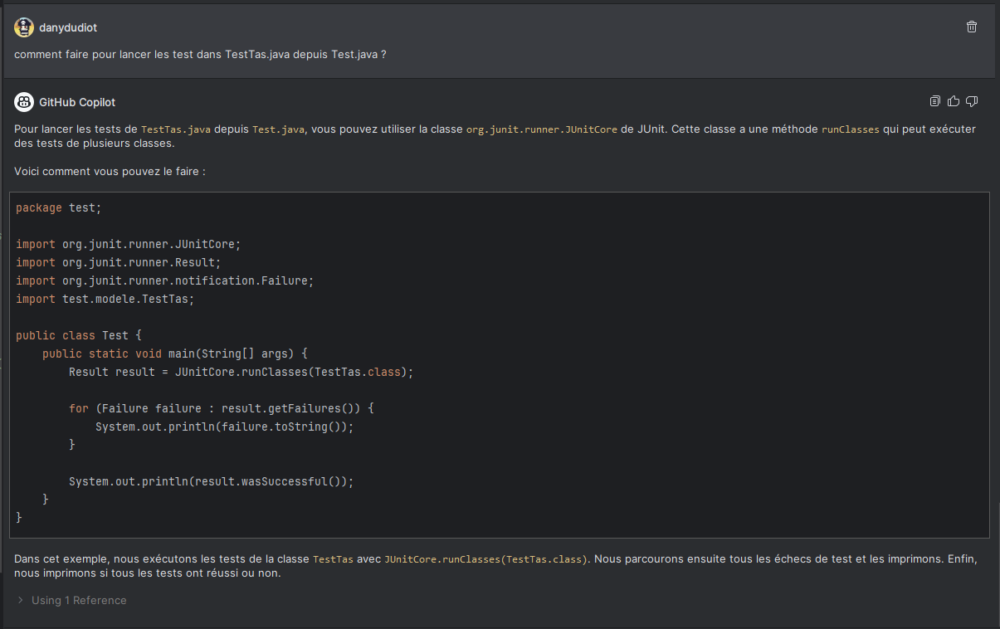 danydudiot
comment faire pour lancer les test dans TestTas.java depuis Test.java ?
GitHub Copilot
Pour lancer les tests de TestTas.java depuis Test.java, vous pouvez utiliser la classe org.junit.runner.JUnitCore de JUnit. Cette classe a une méthode runClasses qui peut exécuter
des tests de plusieurs classes.
Voici comment vous pouvez le faire :
package test;
import org.junit.runner.JUnitCore;
import org.junit.runner.Result;
import org.junit.runner.notification.Failure;
import test.modele.TestTas;
public class Test {
    public static void main(String[] args) {
        Result result = JUnitCore.runClasses(TestTas.class);
        for (Failure failure : result.getFailures()) {
            System.out.println(failure.toString());
        }
        System.out.println(result.wasSuccessful());
    }
}
Dans cet exemple, nous exécutons les tests de la classe TestTas avec JUnitCore.runClasses(TestTas.class). Nous parcourons ensuite tous les échecs de test et les imprimons. Enfin,
nous imprimons si tous les tests ont réussi ou non.
Using 1 Reference